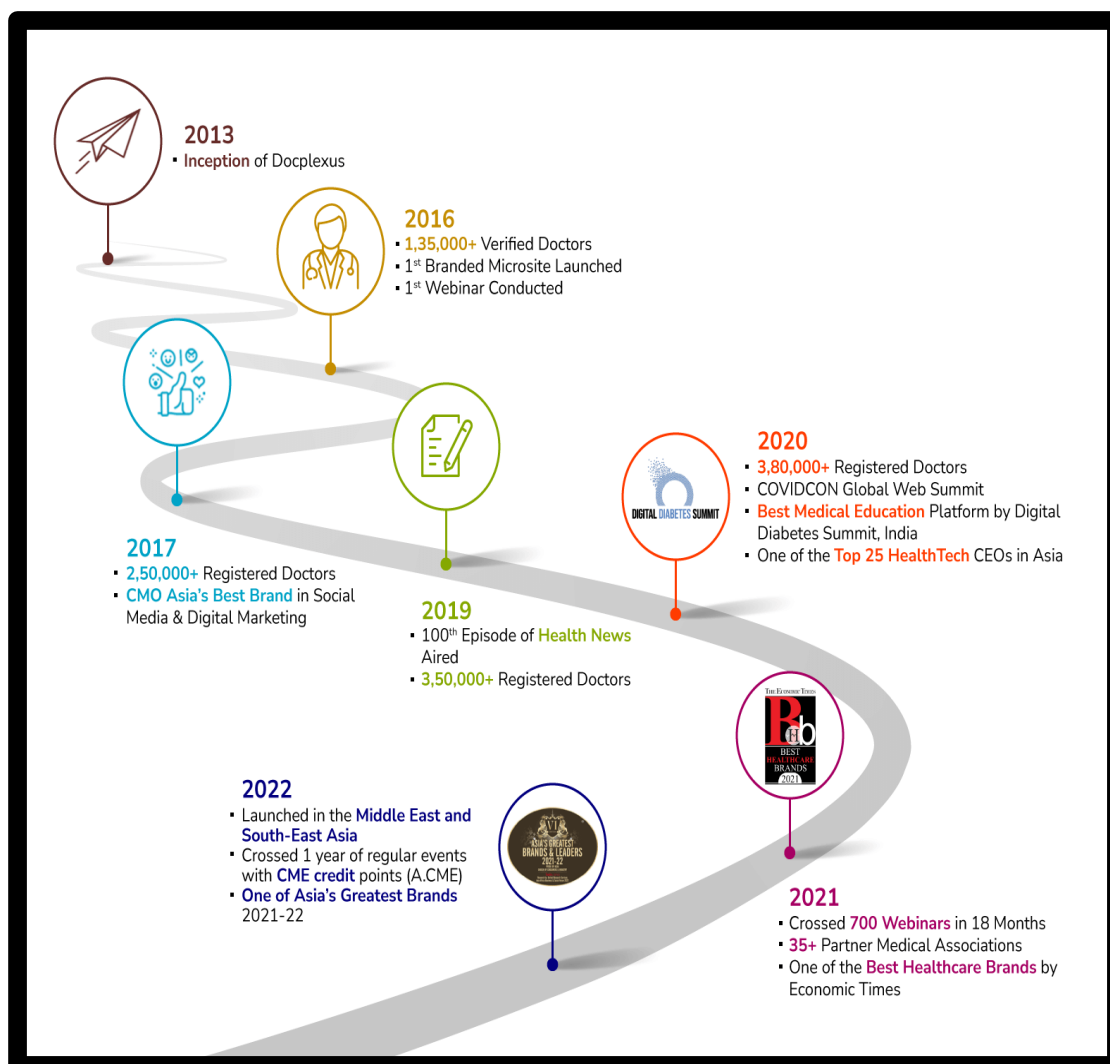 2013
▪ Inception of Docplexus
2016
▪ 1,35,000+ Verified Doctors
▪ 1st Branded Microsite Launched
▪ 1st Webinar Conducted
2017
▪ 2,50,000+ Registered Doctors
▪ CMO Asia's Best Brand in Social
Media & Digital Marketing
2019
▪ 100th Episode of Health News
Aired
▪ 3,50,000+ Registered Doctors
DIGITAL DIABETES SUMMIT
2020
▪ 3,80,000+ Registered Doctors
▪ COVIDCON Global Web Summit
▪ Best Medical Education Platform by Digital
Diabetes Summit, India
▪ One of the Top 25 HealthTech CEOs in Asia
THE ECONOMIC TIMES
BHb
BEST
HEALTHCARE
BRANDS
2021
2021
▪ Crossed 700 Webinars in 18 Months
▪ 35+ Partner Medical Associations
▪ One of the Best Healthcare Brands by
Economic Times
2022
▪ Launched in the Middle East and
South-East Asia
▪ Crossed 1 year of regular events
with CME credit points (A.CME)
▪ One of Asia's Greatest Brands
2021-22
VI
ASIA'S GREATEST
BRANDS & LEADERS
2021-22